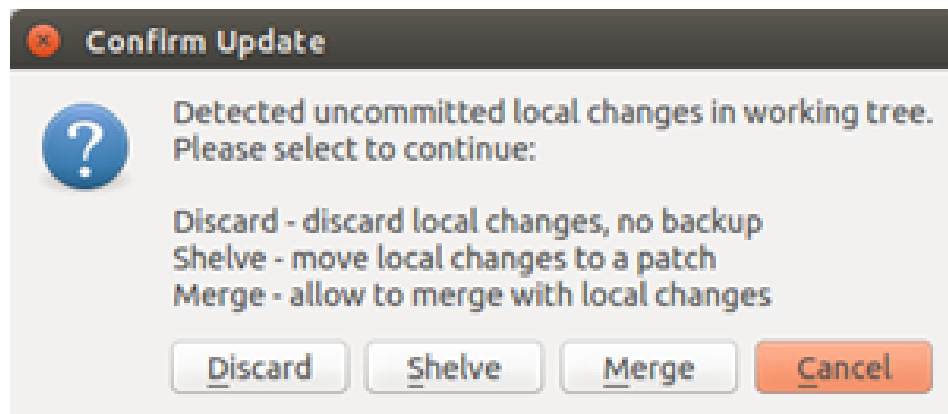 Confirm Update
Detected uncommitted local changes in working tree.
Please select to continue:
Discard - discard local changes, no backup
Shelve - move local changes to a patch
Merge - allow to merge with local changes
Discard Shelve Merge Cancel